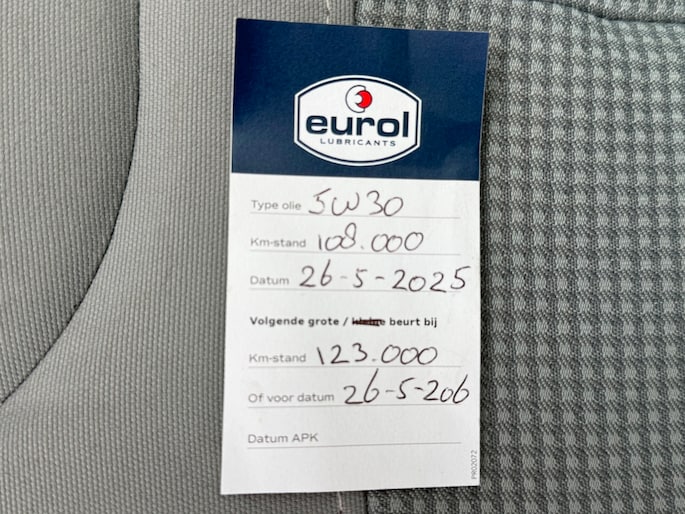 eurol
LUBRICANTS
Type olie 5W30
Km-stand 108.000
Datum 26-5-2025
Volgende grote / kleine beurt bij
Km-stand 123.000
Of voor datum 26-5-206
Datum APK
PR02072